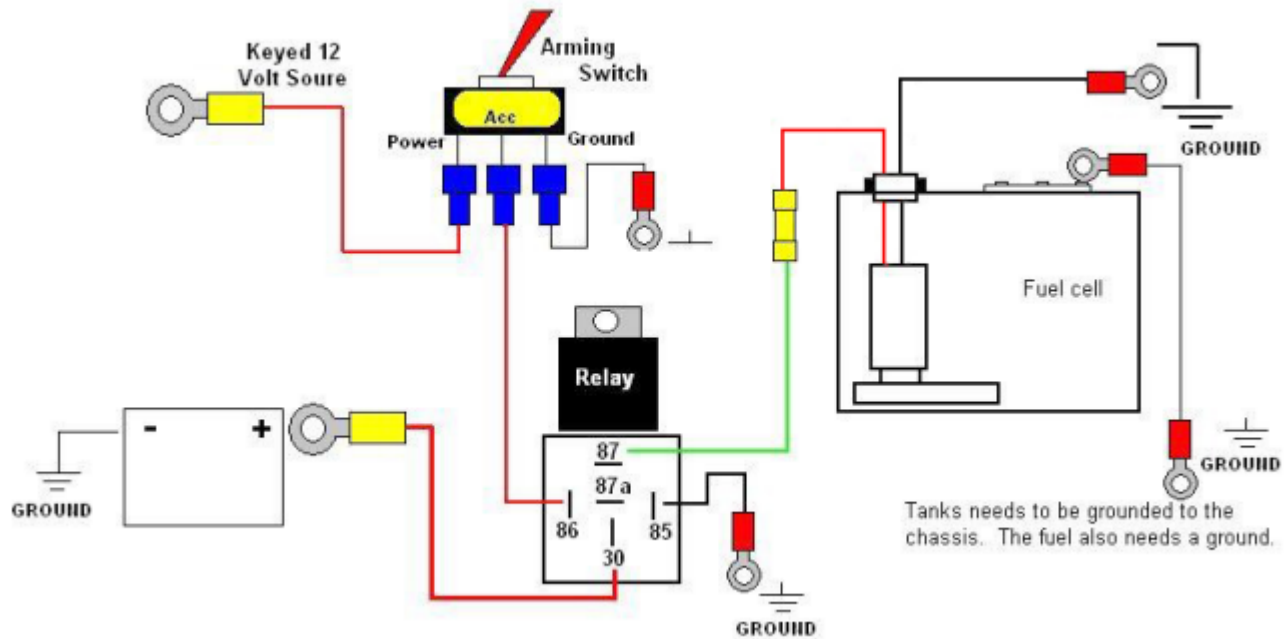 Keyed 12
Volt Soure
Arming
Switch
Acc
Power
Ground
GROUND
Fuel cell
Relay
- +
GROUND
87
87a
86
85
30
GROUND
GROUND
Tanks needs to be grounded to the
chassis. The fuel also needs a ground.